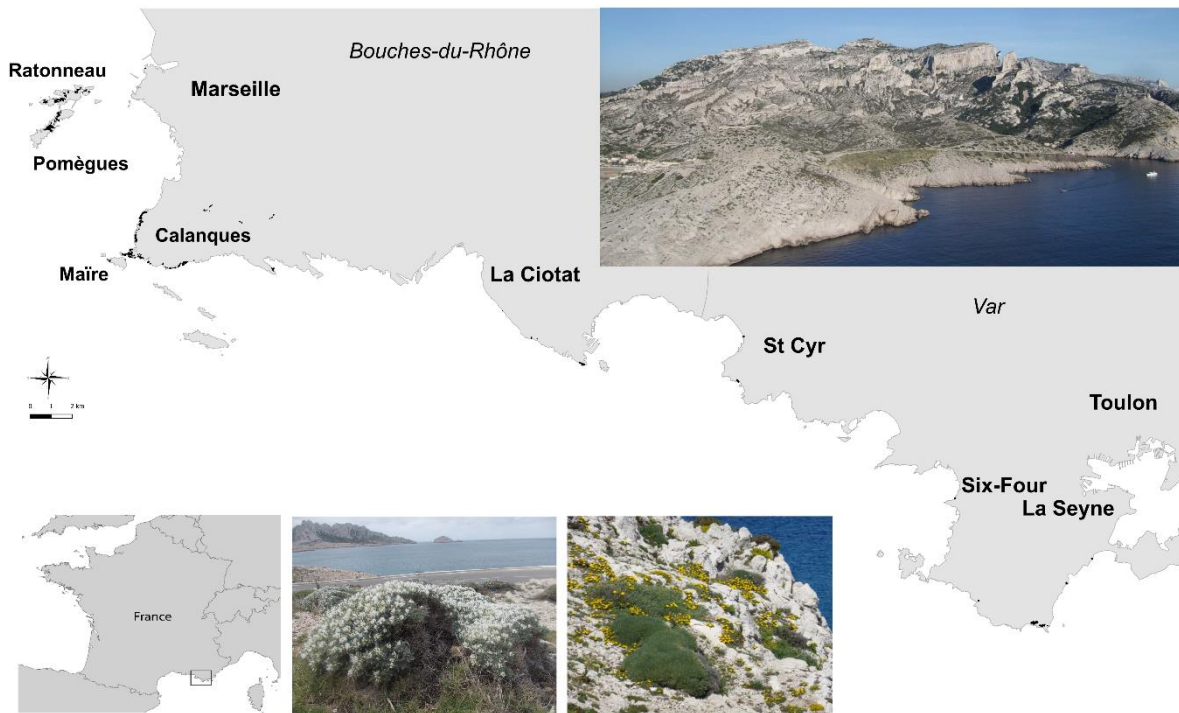 Bouches-du-Rhône
Ratonneau
Marseille
Pomègues
Calanques
Maïre
La Ciotat
Var
St Cyr
Toulon
0 1 2 km
Six-Four
La Seyne
France